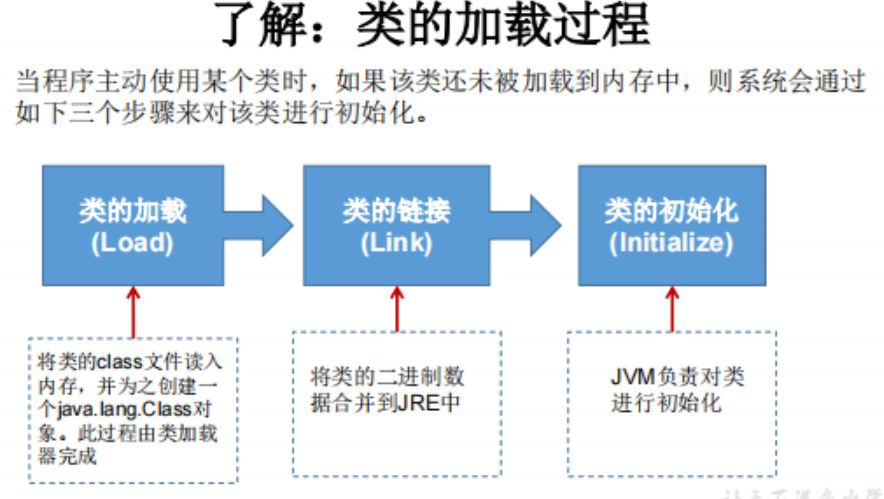 了解：类的加载过程
当程序主动使用某个类时，如果该类还未被加载到内存中，则系统会通过
如下三个步骤来对该类进行初始化。
类的加载
(Load)
类的链接
(Link)
类的初始化
(Initialize)
将类的class文件读入
内存，并为之创建一
个java.lang.Class对
象。此过程由类加载
器完成
将类的二进制数
据合并到JRE中
JVM负责对类
进行初始化